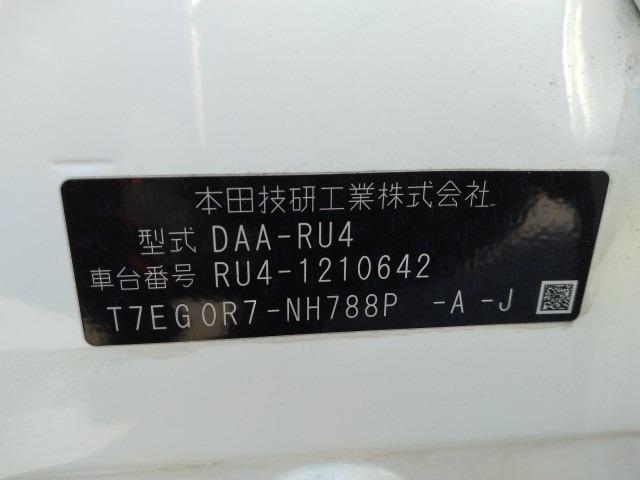 本田技研工業株式会社
型式 DAA-RU4
車台番号 RU4-1210642
T7EG0R7-NH788P -A-J